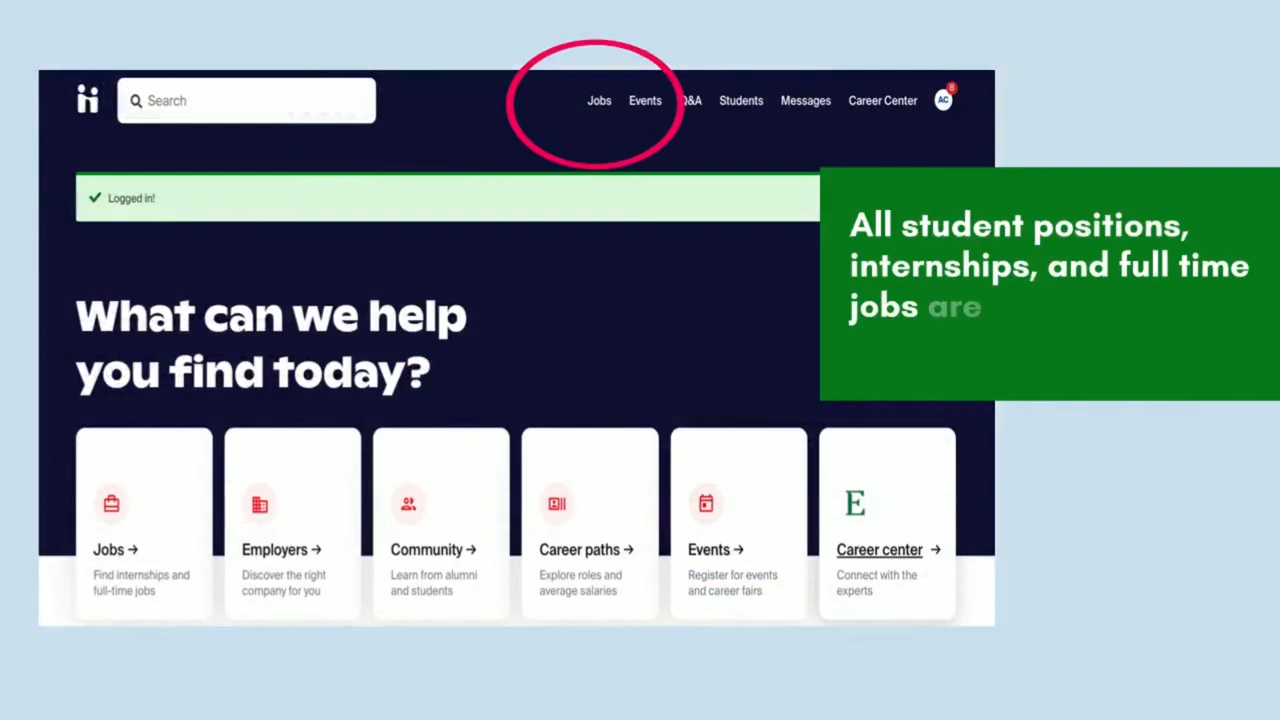 Search
Jobs Events Q&A Students Messages Career Center AC 8
Logged in!
All student positions,
internships, and full time
jobs are
What can we help
you find today?
Jobs →
Find internships and
full-time jobs
Employers →
Discover the right
company for you
Community →
Learn from alumni
and students
Career paths →
Explore roles and
average salaries
Events →
Register for events
and career fairs
E
Career center →
Connect with the
experts